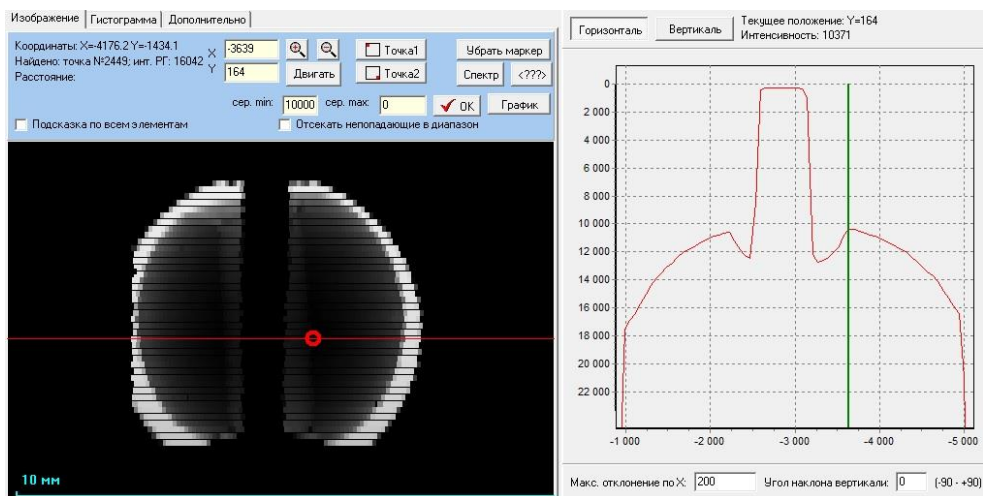 Изображение Гистограмма Дополнительно
Координаты: X=-4176.2 Y=-1434.1
Найдено: точка №2449; инт. РГ: 16042
Расстояние:
X -3639
Y 164
Двигать
Точка1
Точка2
Убрать маркер
Спектр <???>
сер. min: 10000 сер. max: 0 OK График
Подсказка по всем элементам
Отсекать непопадающие в диапазон
10 мм
Горизонталь Вертикаль
Текущее положение: Y=164
Интенсивность: 10371
0
2 000
4 000
6 000
8 000
10 000
12 000
14 000
16 000
18 000
20 000
22 000
-1 000 -2 000 -3 000 -4 000 -5 000
Макс. отклонение по X: 200 Угол наклона вертикали: 0 (-90 - +90)